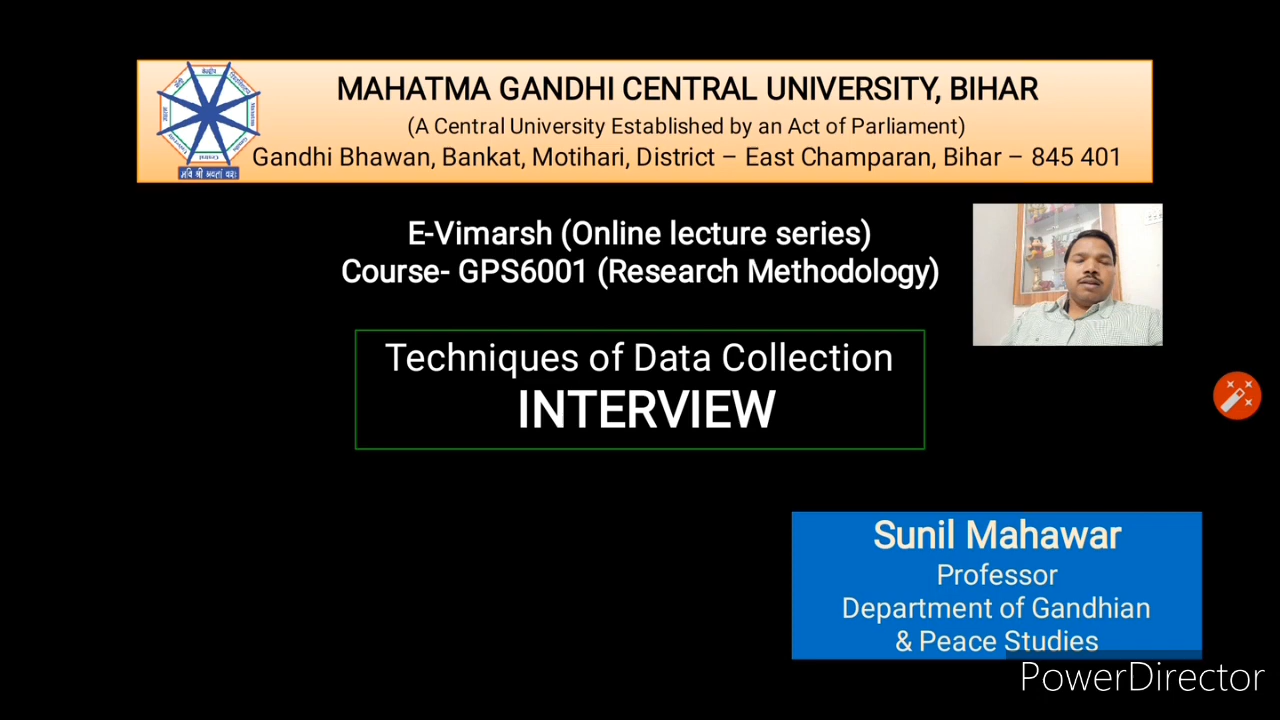 MAHATMA GANDHI CENTRAL UNIVERSITY, BIHAR
(A Central University Established by an Act of Parliament)
Gandhi Bhawan, Bankat, Motihari, District – East Champaran, Bihar – 845 401
E-Vimarsh (Online lecture series)
Course- GPS6001 (Research Methodology)
Techniques of Data Collection
INTERVIEW
Sunil Mahawar
Professor
Department of Gandhian
& Peace Studies
PowerDirector